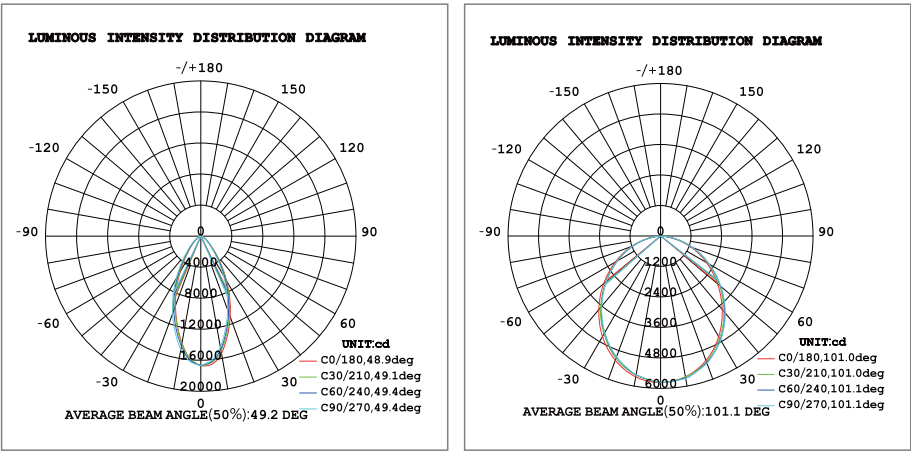 LUMINOUS INTENSITY DISTRIBUTION DIAGRAM
-/+180
-150 150
-120 120
-90 0 90
4000
8000
-60 12000 60
UNIT:cd
16000
C0/180,48.9deg
-30 20000 30
C30/210,49.1deg
C60/240,49.4deg
0
C90/270,49.4deg
AVERAGE BEAM ANGLE(50%):49.2 DEG
LUMINOUS INTENSITY DISTRIBUTION DIAGRAM
-/+180
-150 150
-120 120
-90 0 90
1200
2400
-60 3600 60
UNIT:cd
4800
C0/180,101.0deg
-30 6000 30
C30/210,101.0deg
C60/240,101.1deg
0
C90/270,101.1deg
AVERAGE BEAM ANGLE(50%):101.1 DEG